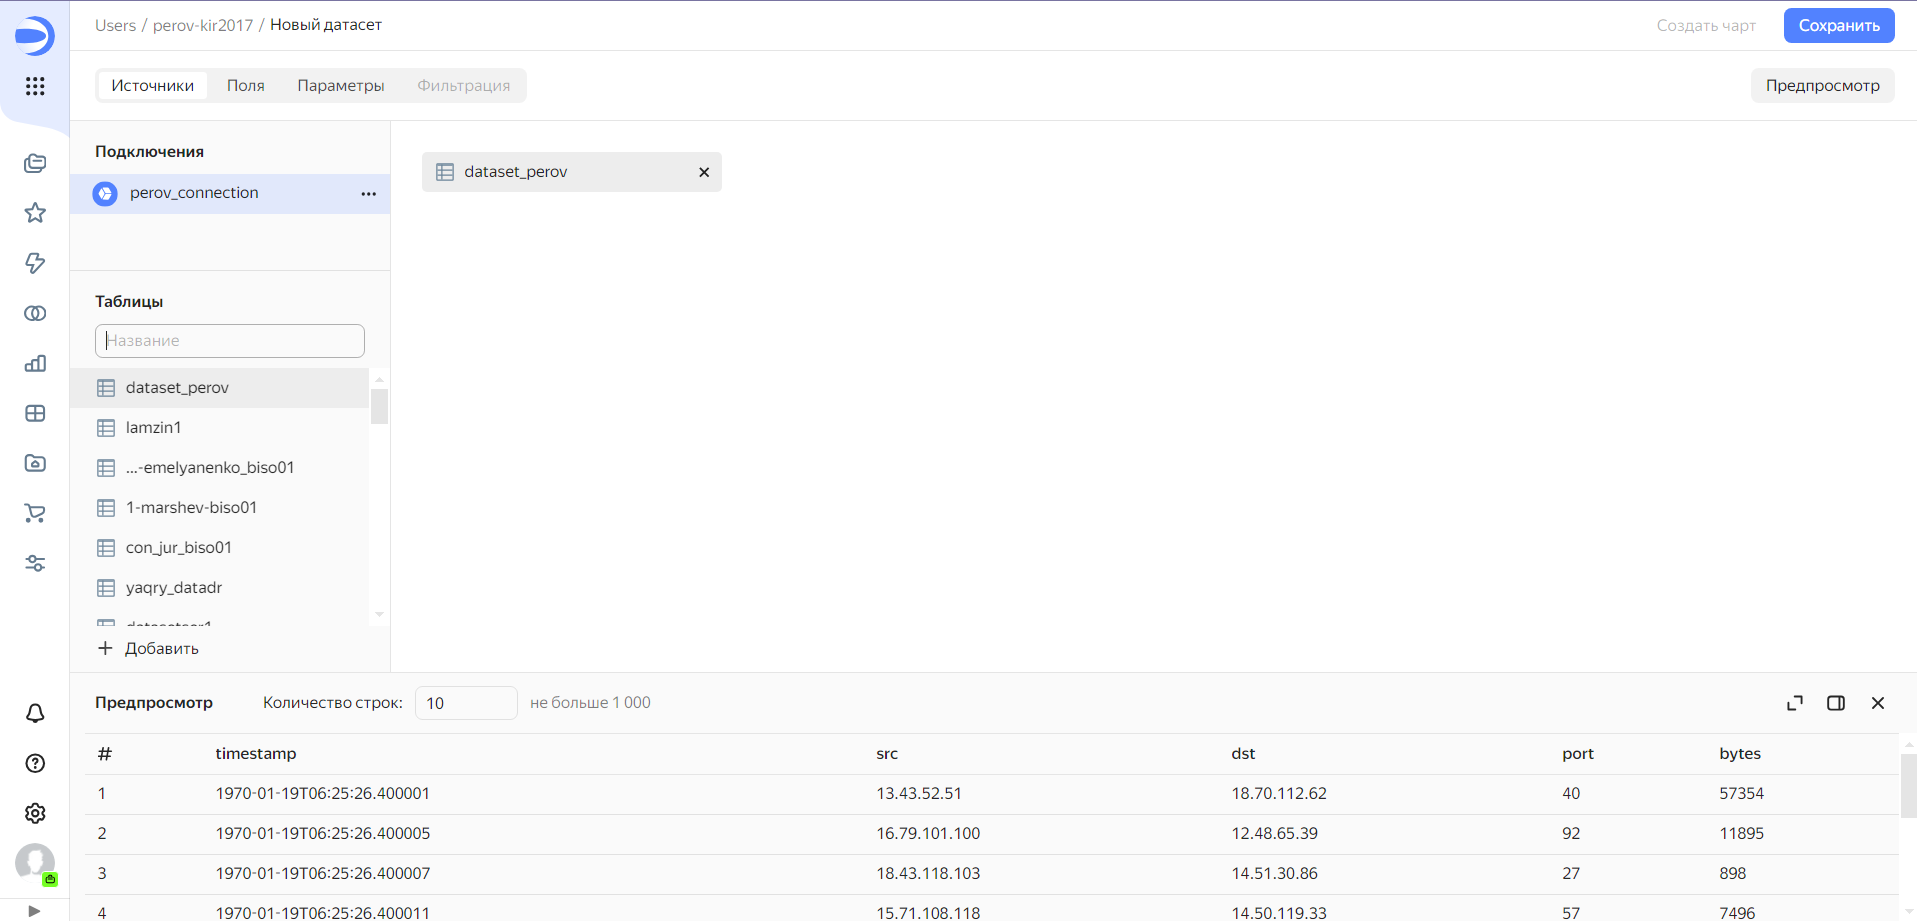 Users / perov-kir2017 / Новый датасет
Создать чарт
Сохранить
Источники
Поля
Параметры
Фильтрация
Предпросмотр
Подключения
perov_connection
dataset_perov
Таблицы
Название
dataset_perov
lamzin1
...-emelyanenko_biso01
1-marshev-biso01
con_jur_biso01
yaqry_datadr
datasetser1
Добавить
Предпросмотр
Количество строк: 10 не больше 1 000
# timestamp src dst port bytes
1 1970-01-19T06:25:26.400001 13.43.52.51 18.70.112.62 40 57354
2 1970-01-19T06:25:26.400005 16.79.101.100 12.48.65.39 92 11895
3 1970-01-19T06:25:26.400007 18.43.118.103 14.51.30.86 27 898
4 1970-01-19T06:25:26.400011 15.71.108.118 14.50.119.33 57 7496